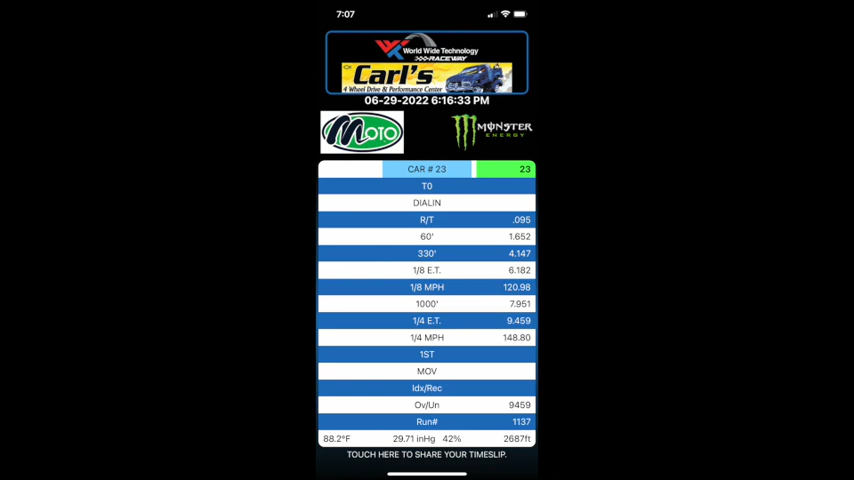 7:07
World Wide Technology
RACEWAY
Carl's
4 Wheel Drive & Performance Center
06-29-2022 6:16:33 PM
MOTO
MONSTER
ENERGY
CAR # 23 23
T0
DIALIN
R/T .095
60' 1.652
330' 4.147
1/8 E.T. 6.182
1/8 MPH 120.98
1000' 7.951
1/4 E.T. 9.459
1/4 MPH 148.80
1ST
MOV
Idx/Rec
Ov/Un 9459
Run# 1137
88.2°F 29.71 inHg 42% 2687ft
TOUCH HERE TO SHARE YOUR TIMESLIP.